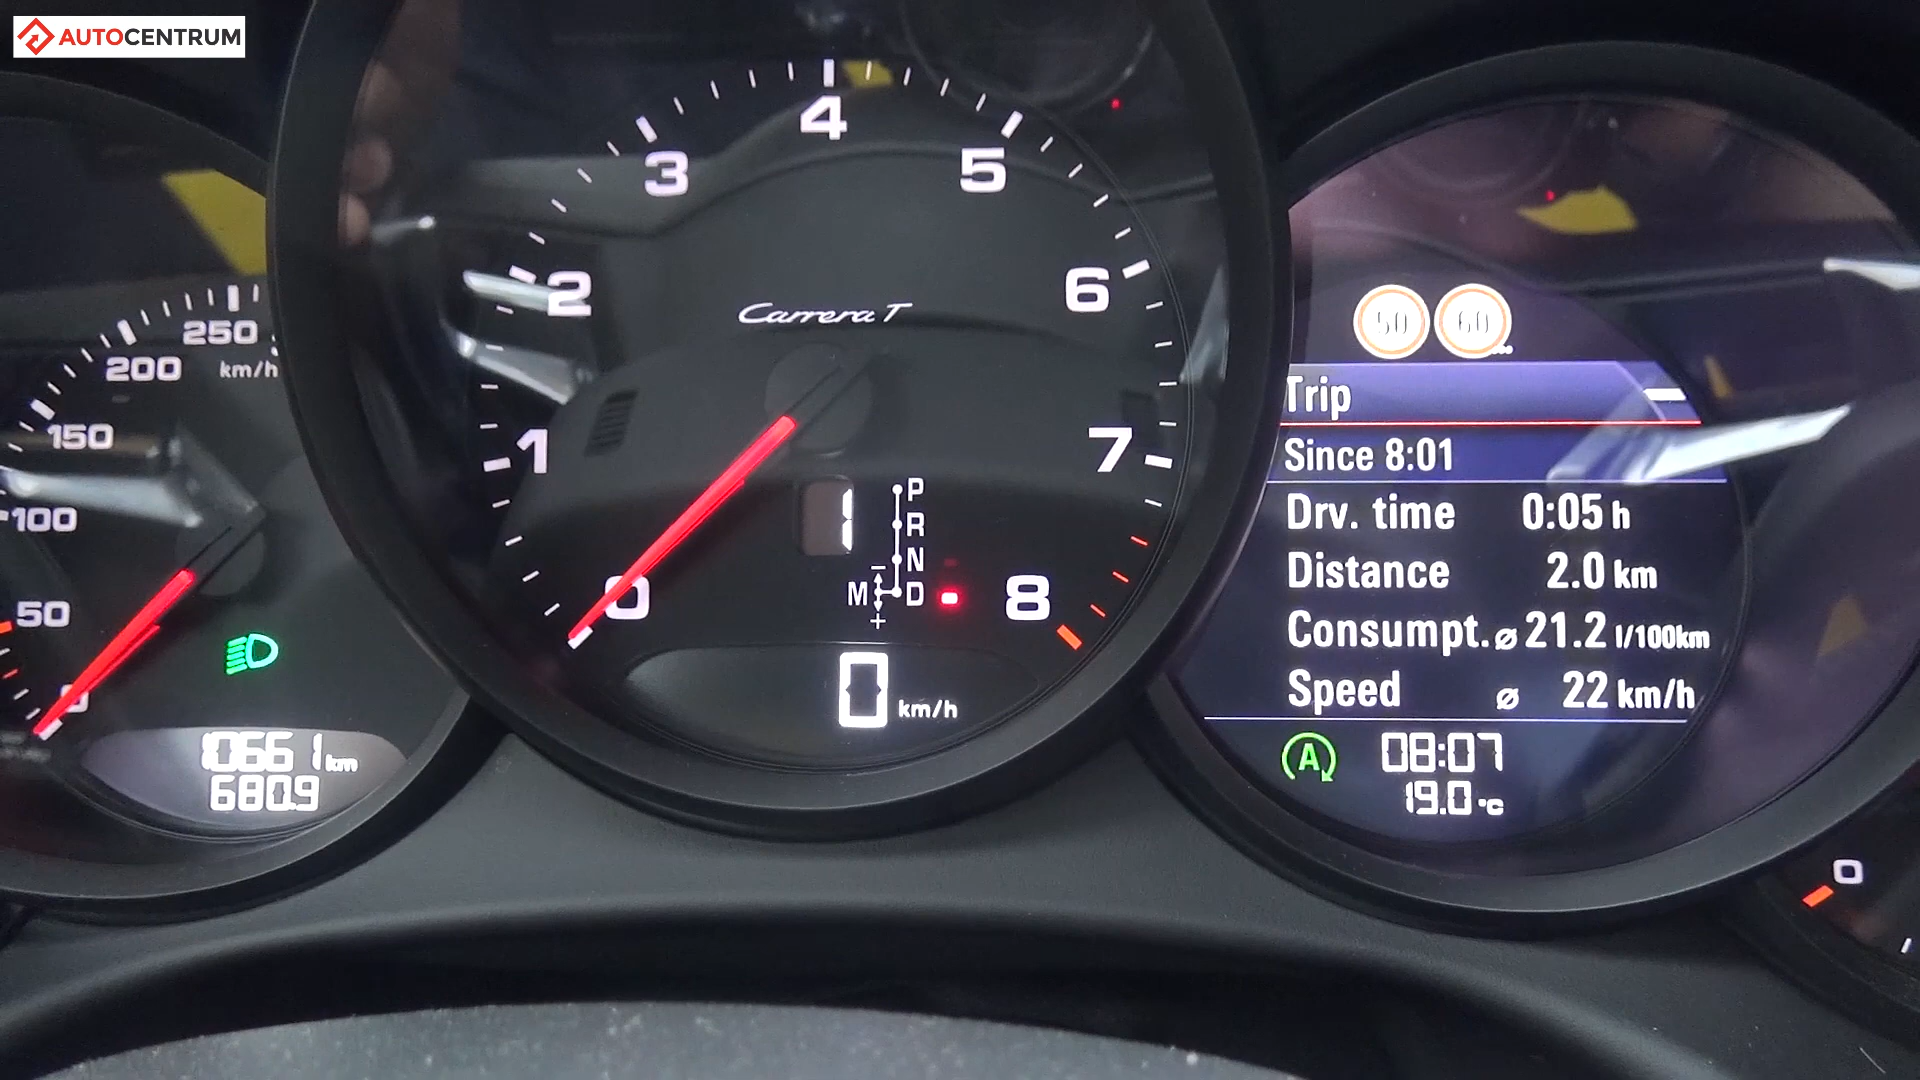 AUTOCENTRUM
50
100
150
200
250
km/h
10661 km
680.9
0
1
2
3
4
5
6
7
8
Carrera T
1
P
R
N
D
M
−
+
0 km/h
50 60
Trip
Since 8:01
Drv. time 0:05 h
Distance 2.0 km
Consumpt. ø 21.2 l/100km
Speed ø 22 km/h
A 08:07
19.0 °C
0